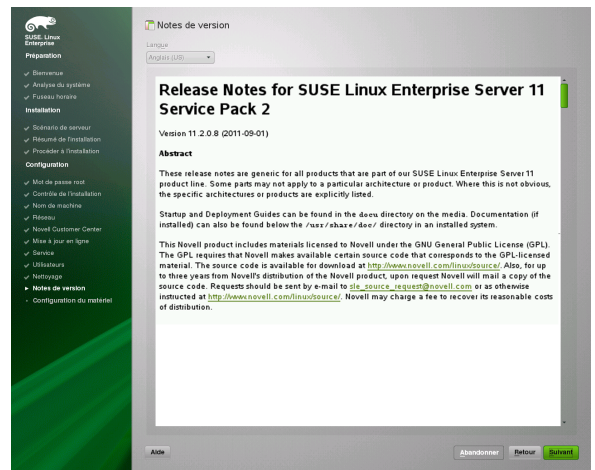 SUSE. Linux
Enterprise
Préparation
Bienvenue
Analyse du système
Fuseau horaire
Installation
Scénario de serveur
Résumé de l'installation
Procéder à l'installation
Configuration
Mot de passe root
Contrôle de l'installation
Nom de machine
Réseau
Novell Customer Center
Mise à jour en ligne
Service
Utilisateurs
Nettoyage
Notes de version
Configuration du matériel
Notes de version
Langue
Anglais (US)
Release Notes for SUSE Linux Enterprise Server 11
Service Pack 2
Version 11.2.0.8 (2011-09-01)
Abstract
These release notes are generic for all products that are part of our SUSE Linux Enterprise Server 11
product line. Some parts may not apply to a particular architecture or product. Where this is not obvious,
the specific architectures or products are explicitly listed.
Startup and Deployment Guides can be found in the docu directory on the media. Documentation (if
installed) can also be found below the /usr/share/doc/ directory in an installed system.
This Novell product includes materials licensed to Novell under the GNU General Public License (GPL).
The GPL requires that Novell makes available certain source code that corresponds to the GPL-licensed
material. The source code is available for download at http://www.novell.com/linux/source/. Also, for up
to three years from Novell's distribution of the Novell product, upon request Novell will mail a copy of the
source code. Requests should be sent by e-mail to sle_source_request@novell.com or as otherwise
instructed at http://www.novell.com/linux/source/. Novell may charge a fee to recover its reasonable costs
of distribution.
Aide
Abandonner
Retour
Suivant